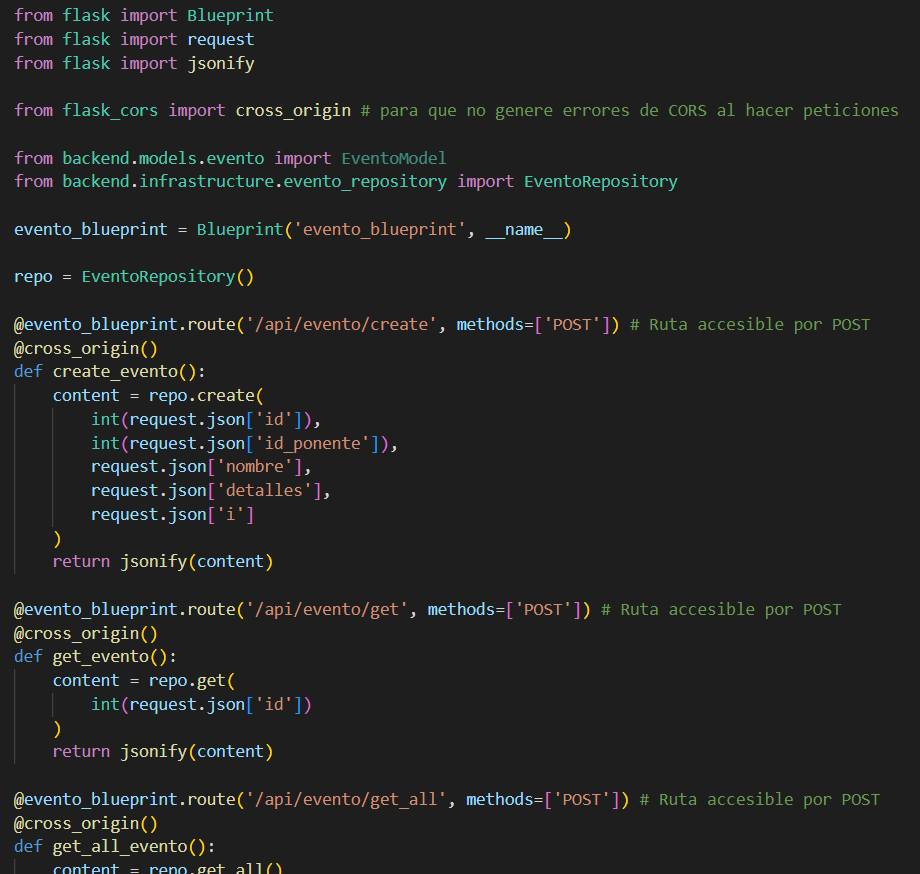 from flask import Blueprint
from flask import request
from flask import jsonify
from flask_cors import cross_origin # para que no genere errores de CORS al hacer peticiones
from backend.models.evento import EventoModel
from backend.infrastructure.evento_repository import EventoRepository
evento_blueprint = Blueprint('evento_blueprint', __name__)
repo = EventoRepository()
@evento_blueprint.route('/api/evento/create', methods=['POST']) # Ruta accesible por POST
@cross_origin()
def create_evento():
    content = repo.create(
        int(request.json['id']),
        int(request.json['id_ponente']),
        request.json['nombre'],
        request.json['detalles'],
        request.json['i']
    )
    return jsonify(content)
@evento_blueprint.route('/api/evento/get', methods=['POST']) # Ruta accesible por POST
@cross_origin()
def get_evento():
    content = repo.get(
        int(request.json['id'])
    )
    return jsonify(content)
@evento_blueprint.route('/api/evento/get_all', methods=['POST']) # Ruta accesible por POST
@cross_origin()
def get_all_evento():
    content = repo.get_all()